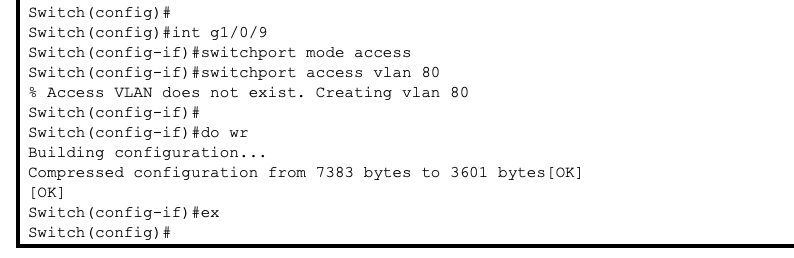 Switch(config)#
Switch(config)#int g1/0/9
Switch(config-if)#switchport mode access
Switch(config-if)#switchport access vlan 80
% Access VLAN does not exist. Creating vlan 80
Switch(config-if)#
Switch(config-if)#do wr
Building configuration...
Compressed configuration from 7383 bytes to 3601 bytes[OK]
[OK]
Switch(config-if)#ex
Switch(config)#